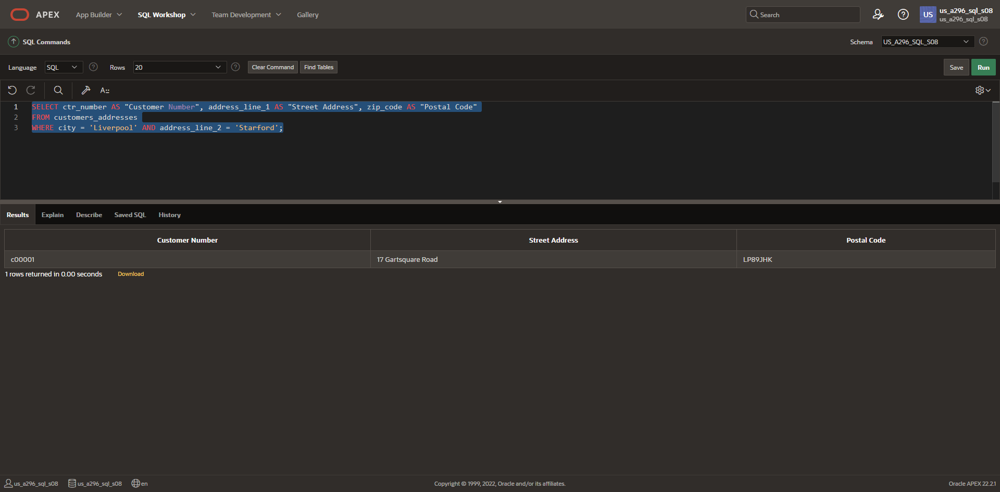 APEX App Builder SQL Workshop Team Development Gallery Search US us_a296_sql_s08
us_a296_sql_s08
SQL Commands Schema US_A296_SQL_S08
Language SQL Rows 20 Clear Command Find Tables Save Run
A
1 SELECT ctr_number AS "Customer Number", address_line_1 AS "Street Address", zip_code AS "Postal Code"
2 FROM customers_addresses
3 WHERE city = 'Liverpool' AND address_line_2 = 'Starford';
Results Explain Describe Saved SQL History
Customer Number Street Address Postal Code
c00001 17 Gartsquare Road LP89JHK
1 rows returned in 0.00 seconds Download
us_a296_sql_s08 us_a296_sql_s08 en Copyright © 1999, 2022, Oracle and/or its affiliates. Oracle APEX 22.2.1